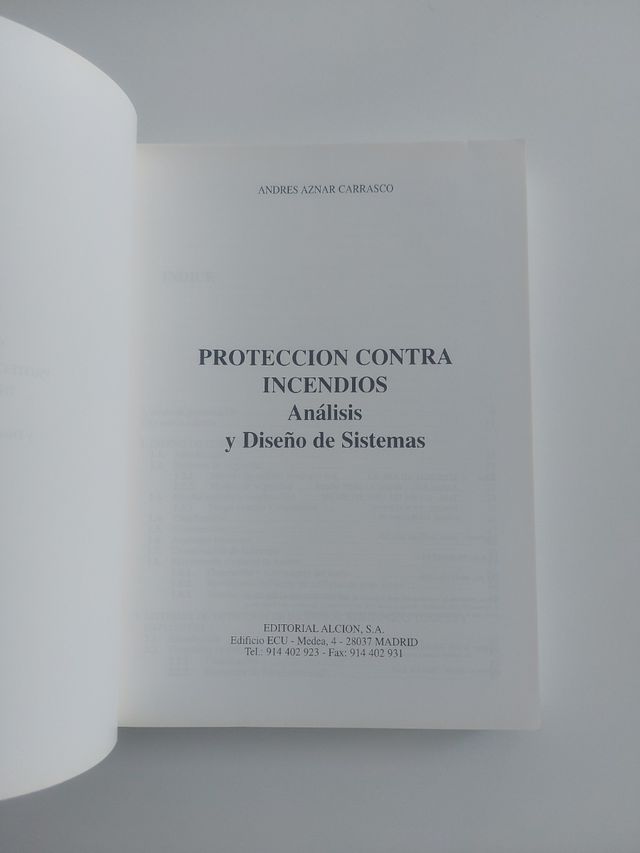 ANDRES AZNAR CARRASCO
INDICE
PROTECCION CONTRA
INCENDIOS
Análisis
y Diseño de Sistemas
EDITORIAL ALCION, S.A.
Edificio ECU - Medea, 4 - 28037 MADRID
Tel.: 914 402 923 - Fax: 914 402 931